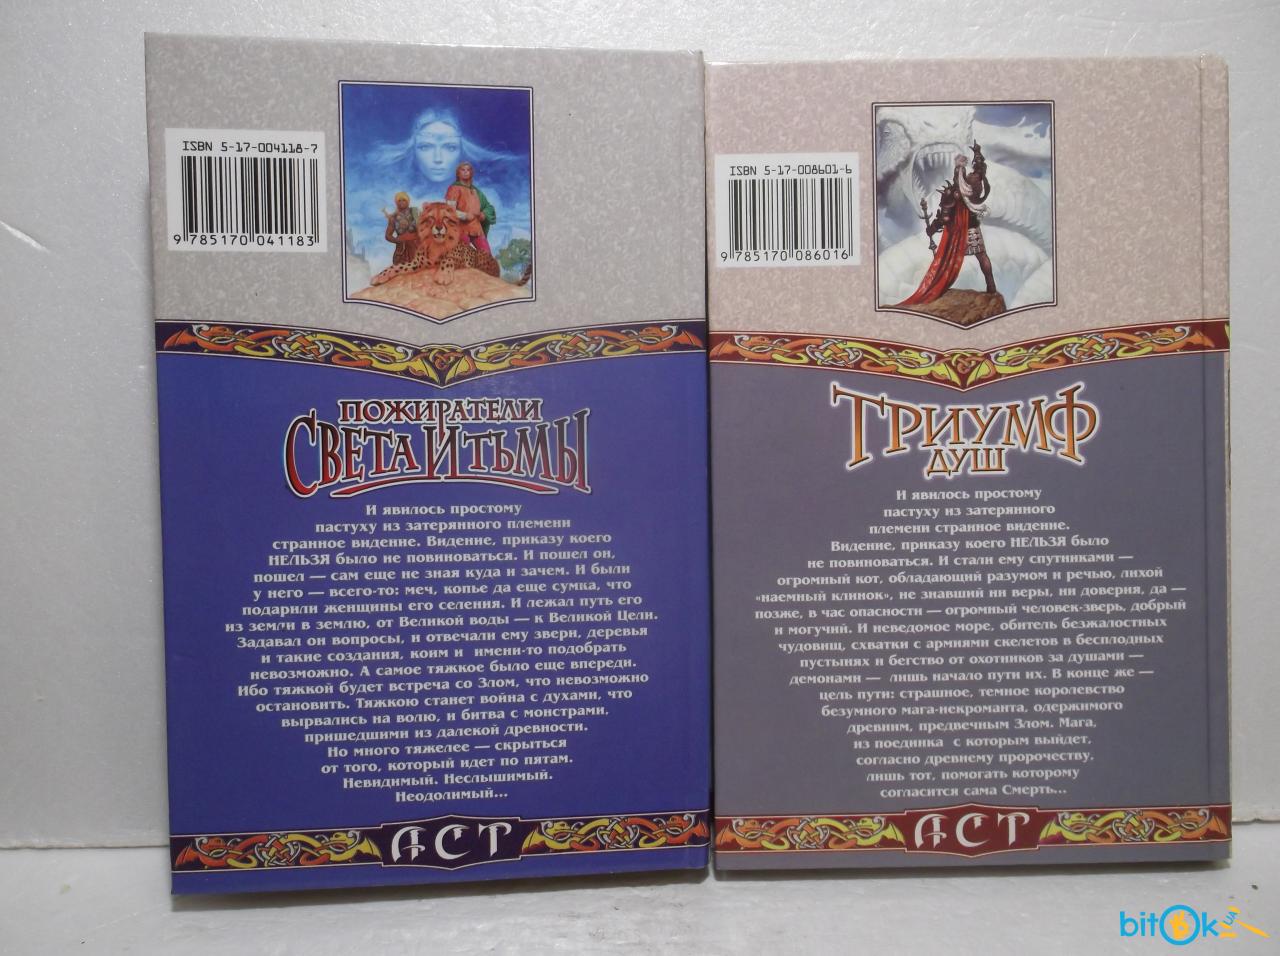 ISBN 5-17-004118-7
9 785170 041183
ПОЖИРАТЕЛИ
СВЕТА И ТЬМЫ
И явилось простому
пастуху из затерянного племени
странное видение. Видение, приказу коего
НЕЛЬЗЯ было не повиноваться. И пошел он,
пошел — сам еще не зная куда и зачем. И были
у него — всего-то: меч, копье да еще сумка, что
подарили женщины его селения. И лежал путь его
из земли в землю, от Великой воды — к Великой Цели.
Задавал он вопросы, и отвечали ему звери, деревья
и такие создания, коим и имени-то подобрать
невозможно. А самое тяжкое было еще впереди.
Ибо тяжкой будет встреча со Злом, что невозможно
остановить. Тяжкою станет война с духами, что
вырвались на волю, и битва с монстрами,
пришедшими из далекой древности.
Но много тяжелее — скрыться
от того, который идет по пятам.
Невидимый. Неслышимый.
Неодолимый...
АСТ
ISBN 5-17-008601-6
9 785170 086016
ТРИУМФ
ДУШ
И явилось простому
пастуху из затерянного
племени странное видение.
Видение, приказу коего НЕЛЬЗЯ было
не повиноваться. И стали ему спутниками —
огромный кот, обладающий разумом и речью, лихой
«наемный клинок», не знавший ни веры, ни доверия, да —
позже, в час опасности — огромный человек-зверь, добрый
и могучий. И неведомое море, обитель безжалостных
чудовищ, схватки с армиями скелетов в бесплодных
пустынях и бегство от охотников за душами —
демонами — лишь начало пути их. В конце же —
цель пути: страшное, темное королевство
безумного мага-некроманта, одержимого
древним, предвечным Злом. Мага,
из поединка с которым выйдет,
согласно древнему пророчеству,
лишь тот, помогать которому
согласится сама Смерть...
АСТ
bitOk
UA